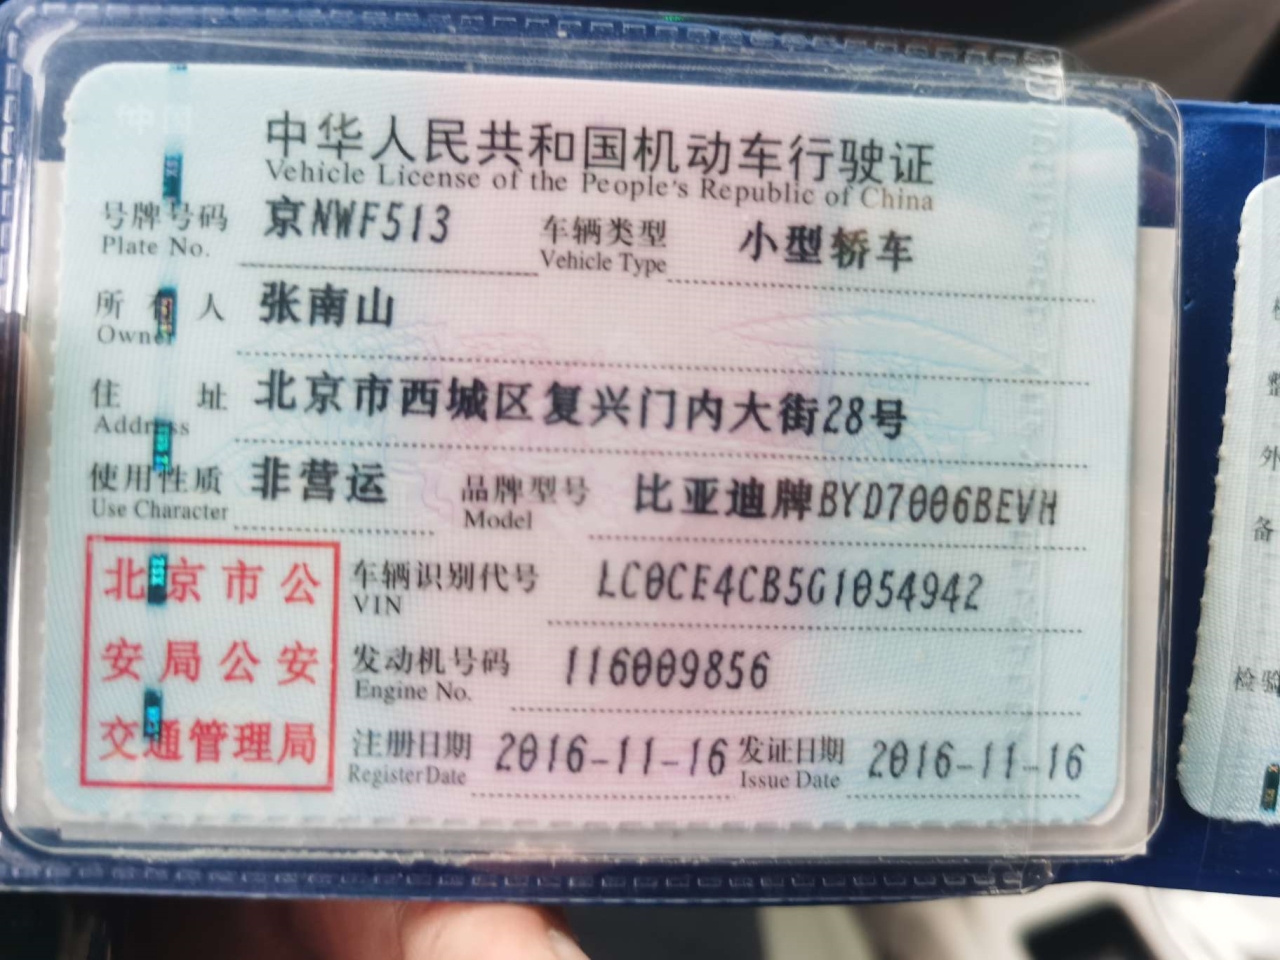 中华人民共和国机动车行驶证
Vehicle License of the People's Republic of China
号牌号码 京NWF513 车辆类型 小型轿车
Plate No. Vehicle Type
所有人 张南山
Owner
住址 北京市西城区复兴门内大街28号
Address
使用性质 非营运 品牌型号 比亚迪牌BYD7006BEVH
Use Character Model
北京市公
安局公安
交通管理局
车辆识别代号 LC0CE4CB5G1054942
VIN
发动机号码 116009856
Engine No.
注册日期 2016-11-16 发证日期 2016-11-16
Register Date Issue Date
整
外
备
检验